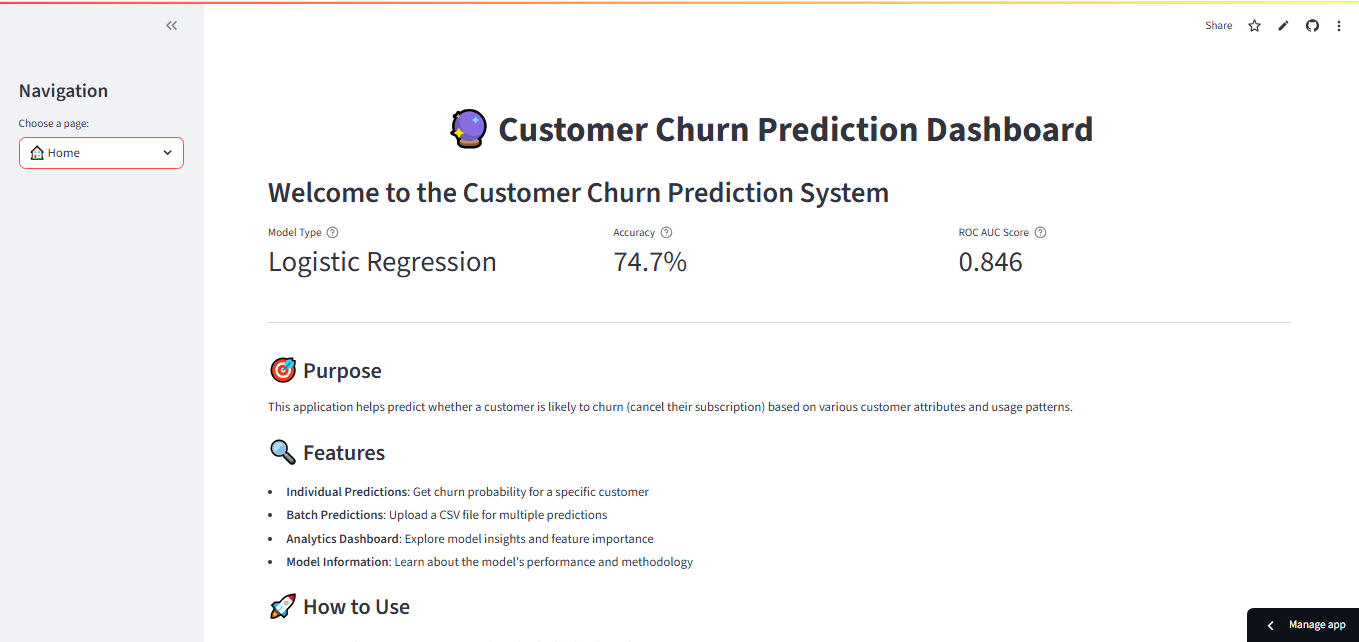 Share
Navigation
Choose a page:
Home
Customer Churn Prediction Dashboard
Welcome to the Customer Churn Prediction System
Model Type
Accuracy
ROC AUC Score
Logistic Regression
74.7%
0.846
Purpose
This application helps predict whether a customer is likely to churn (cancel their subscription) based on various customer attributes and usage patterns.
Features
• Individual Predictions: Get churn probability for a specific customer
• Batch Predictions: Upload a CSV file for multiple predictions
• Analytics Dashboard: Explore model insights and feature importance
• Model Information: Learn about the model's performance and methodology
How to Use
Manage app